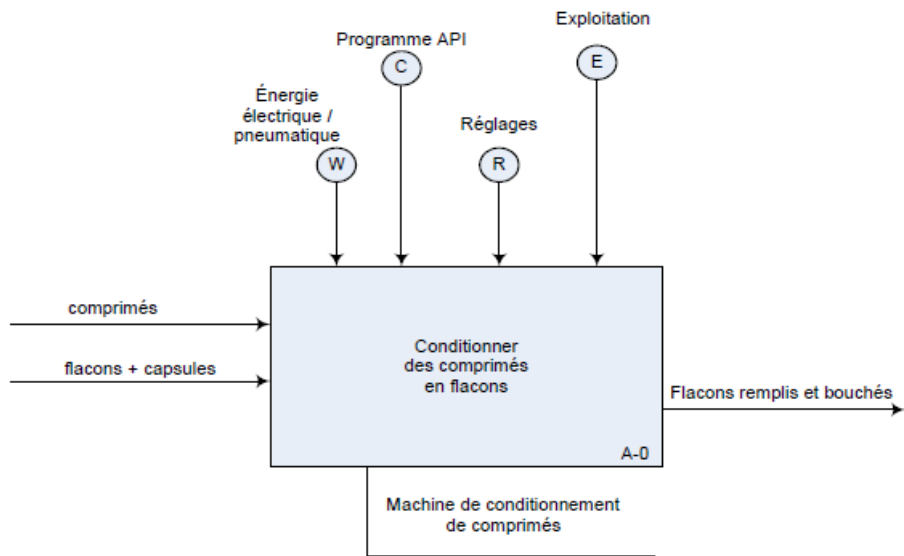 Exploitation
Programme API
E
C
Énergie
électrique /
pneumatique
Réglages
W
R
comprimés
flacons + capsules
Conditionner
des comprimés
en flacons
Flacons remplis et bouchés
A-0
Machine de conditionnement
de comprimés